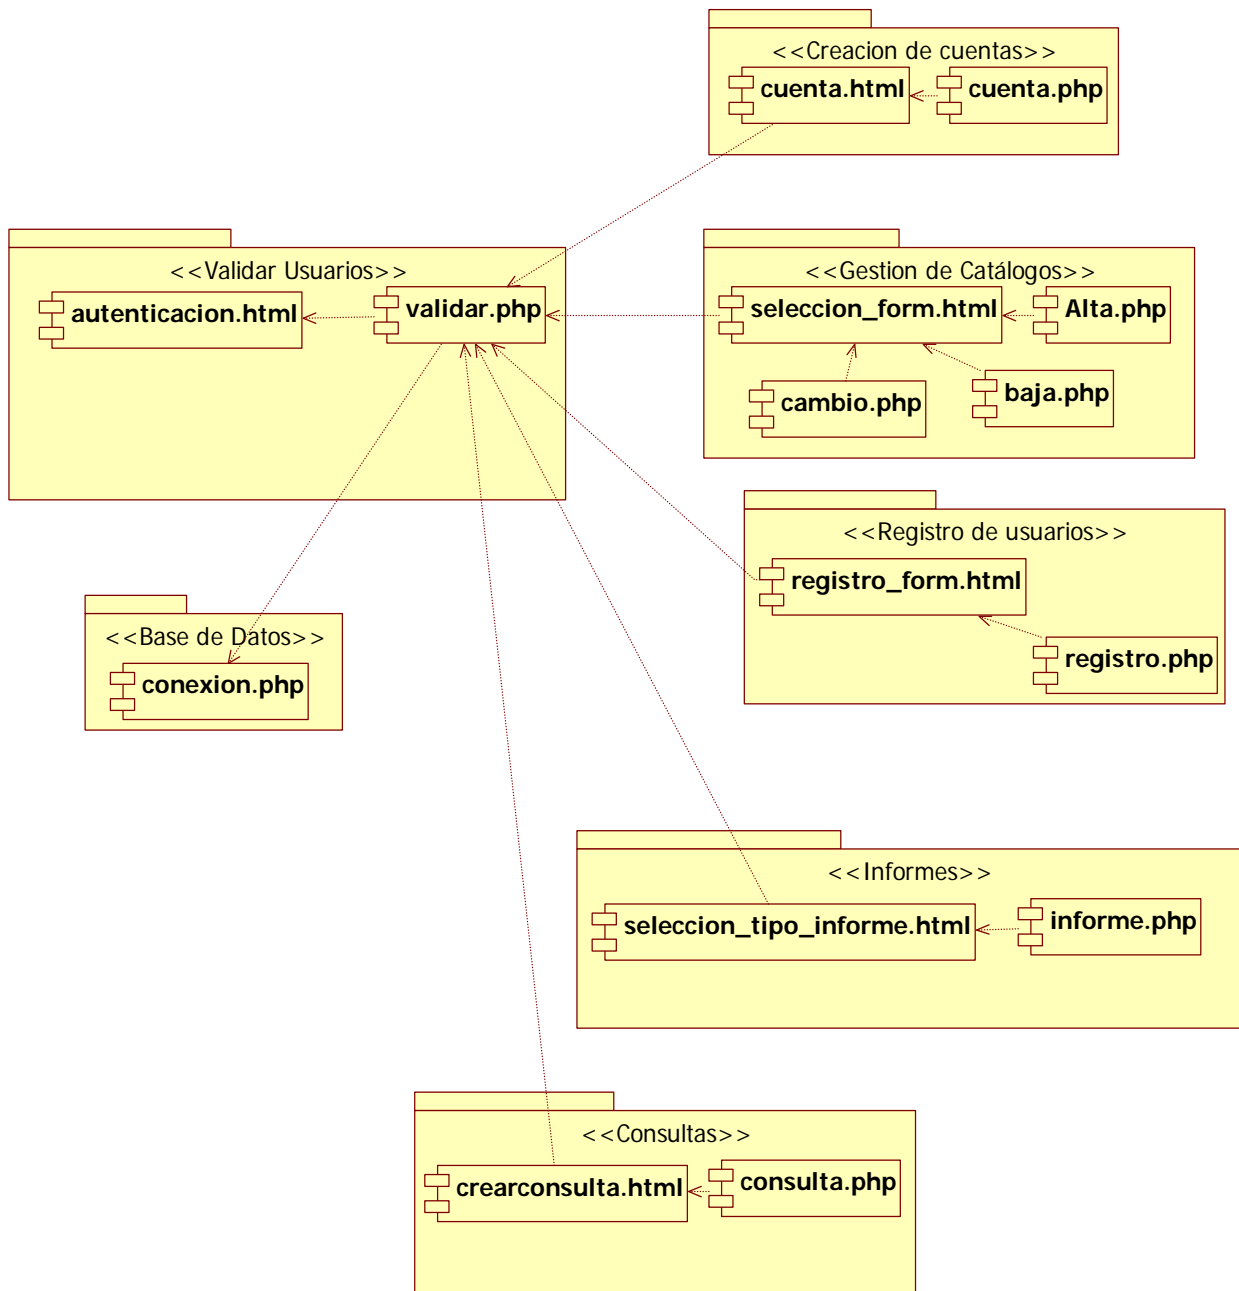 <<Creacion de cuentas>>
cuenta.html
cuenta.php
<<Validar Usuarios>>
autenticacion.html
validar.php
<<Gestion de Catálogos>>
seleccion_form.html
Alta.php
cambio.php
baja.php
<<Registro de usuarios>>
registro_form.html
registro.php
<<Base de Datos>>
conexion.php
<<Informes>>
seleccion_tipo_informe.html
informe.php
<<Consultas>>
crearconsulta.html
consulta.php